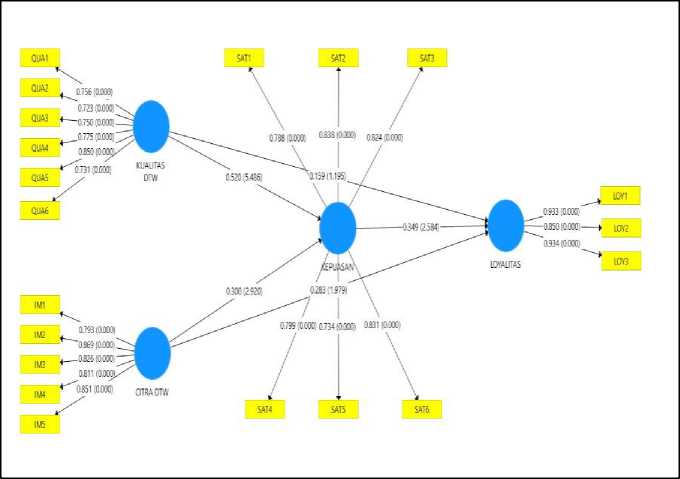 QUA1
QUA2
QUA3
QUA4
QUA5
QUA6
0.756 (0.000)
0.723 (0.000)
0.750 (0.000)
0.775 (0.000)
0.850 (0.000)
0.731 (0.000)
KUALITAS
DTW
SAT1
SAT2
SAT3
0.788 (0.000)
0.838 (0.000)
0.824 (0.000)
0.520 (5.486)
0.159 (1.195)
KEPUASAN
0.349 (2.584)
LOYALITAS
0.933 (0.000)
0.850 (0.000)
0.934 (0.000)
LOY1
LOY2
LOY3
0.308 (2.920)
0.283 (1.979)
IM1
IM2
IM3
IM4
IM5
0.793 (0.000)
0.869 (0.000)
0.826 (0.000)
0.811 (0.000)
0.851 (0.000)
CITRA DTW
0.799 (0.000)
0.734 (0.000)
0.831 (0.000)
SAT4
SAT5
SAT6